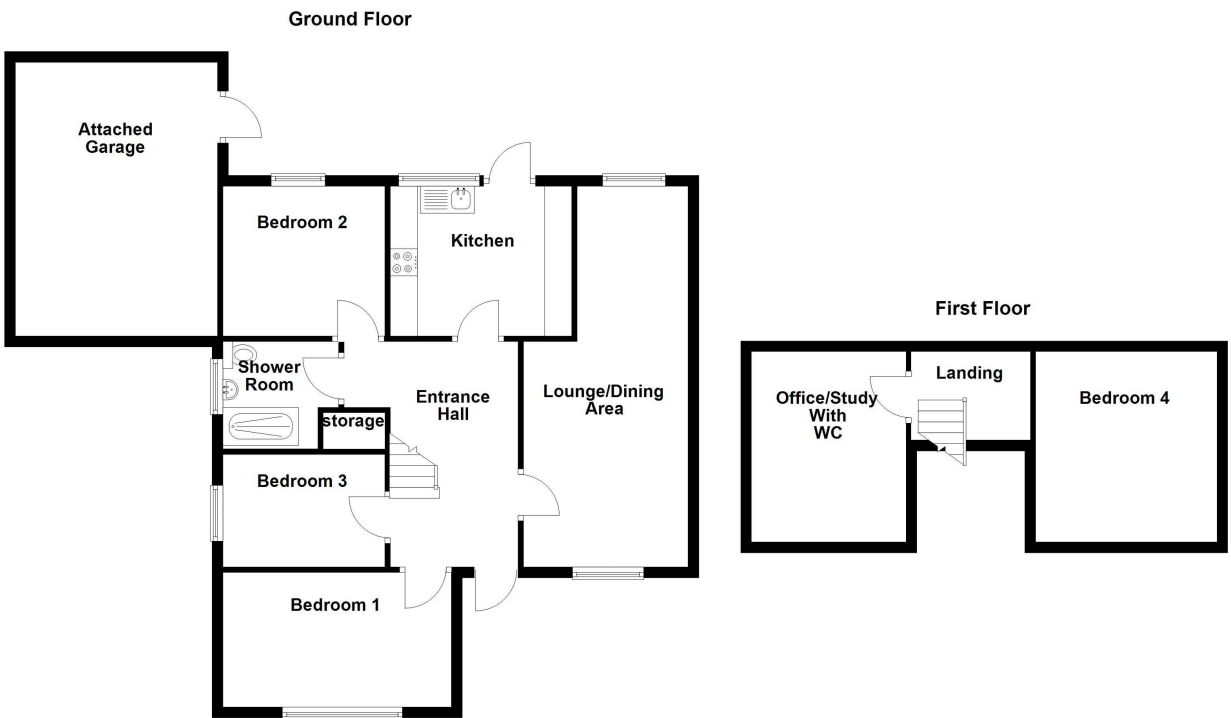 Ground Floor
Attached
Garage
Bedroom 2
Kitchen
Shower
Room
Entrance
Hall
Lounge/Dining
Area
storage
Bedroom 3
Bedroom 1
First Floor
Office/Study
With
WC
Landing
Bedroom 4